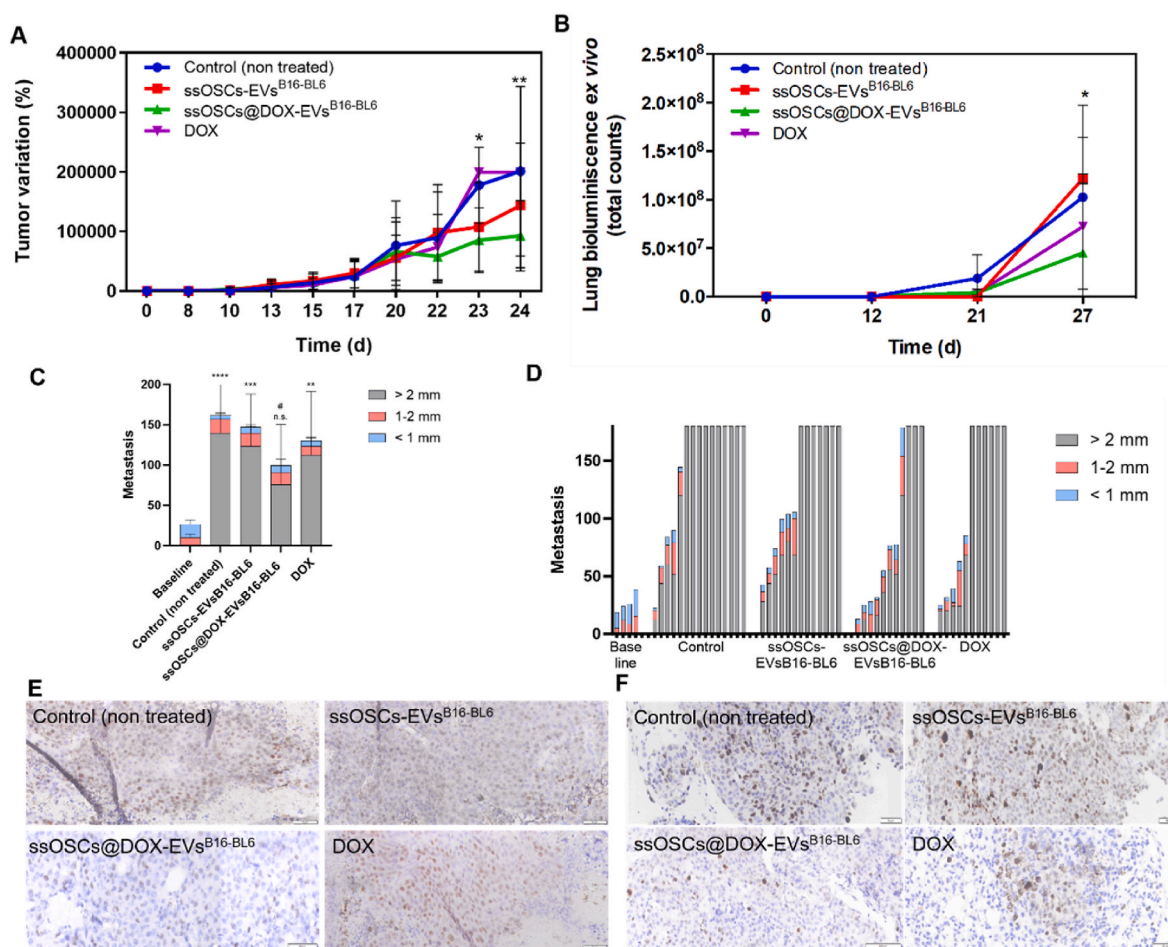 A
Tumor variation (%)
400000
300000
200000
100000
0
Control (non treated)
ssOSCs-EVsᴮ¹⁶⁻ᴮᴸ⁶
ssOSCs@DOX-EVsᴮ¹⁶⁻ᴮᴸ⁶
DOX
*
**
0 8 10 13 15 17 20 22 23 24
Time (d)
B
Lung bioluminiscence ex vivo
(total counts)
2.5×10⁸
2.0×10⁸
1.5×10⁸
1.0×10⁸
5.0×10⁷
0.0
Control (non treated)
ssOSCs-EVsᴮ¹⁶⁻ᴮᴸ⁶
ssOSCs@DOX-EVsᴮ¹⁶⁻ᴮᴸ⁶
DOX
*
0 12 21 27
Time (d)
C
Metastasis
200
150
100
50
0
**** *** # n.s. **
> 2 mm
1-2 mm
< 1 mm
Baseline
Control (non treated)
ssOSCs-EVsB16-BL6
ssOSCs@DOX-EVsB16-BL6
DOX
D
Metastasis
150
100
50
0
> 2 mm
1-2 mm
< 1 mm
Base Control ssOSCs- ssOSCs@DOX- DOX
line EVsB16-BL6 EVsB16-BL6
E
Control (non treated)
ssOSCs-EVsᴮ¹⁶⁻ᴮᴸ⁶
ssOSCs@DOX-EVsᴮ¹⁶⁻ᴮᴸ⁶
DOX
F
Control (non treated)
ssOSCs-EVsᴮ¹⁶⁻ᴮᴸ⁶
ssOSCs@DOX-EVsᴮ¹⁶⁻ᴮᴸ⁶
DOX